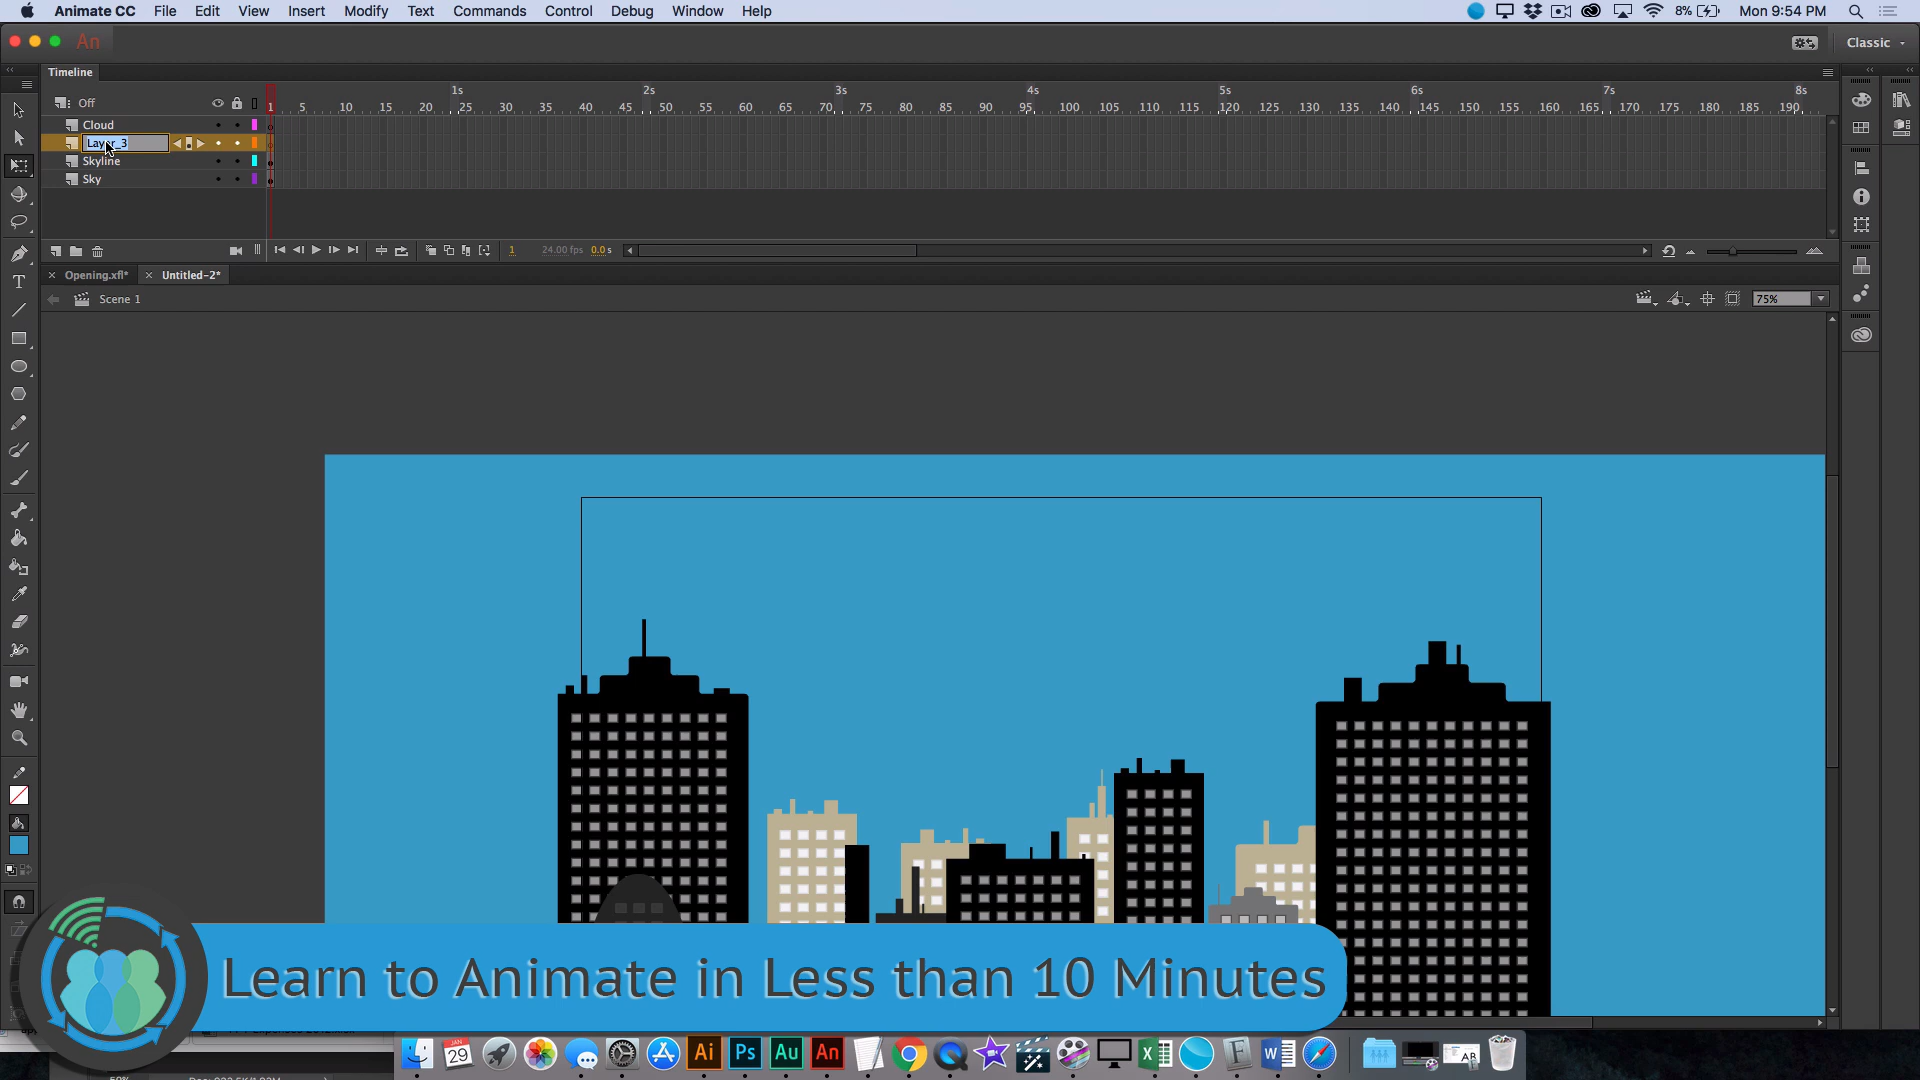 Animate CC File Edit View Insert Modify Text Commands Control Debug Window Help
8% Mon 9:54 PM
An Classic
Timeline
1s 2s 3s 4s 5s 6s 7s 8s
Off 1 5 10 15 20 25 30 35 40 45 50 55 60 65 70 75 80 85 90 95 100 105 110 115 120 125 130 135 140 145 150 155 160 165 170 175 180 185 190
Cloud
Layer_3
Skyline
Sky
1 24.00 fps 0.0 s
Opening.xfl* Untitled-2*
Scene 1
75%
Learn to Animate in Less than 10 Minutes
JAN
29
Ai Ps Au An